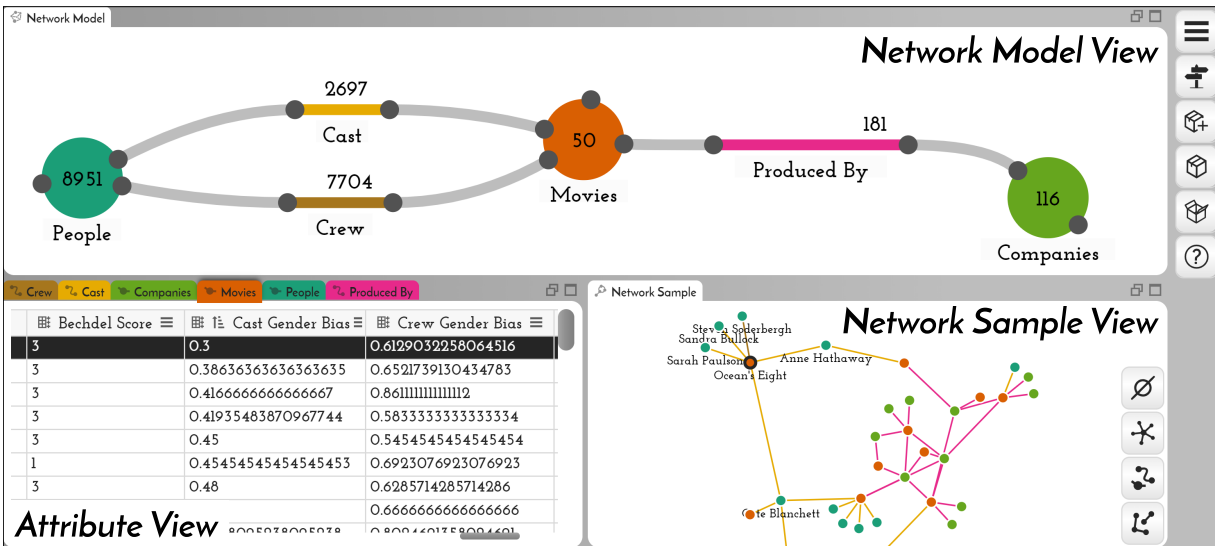 Network Model
Network Model View
2697
Cast
8951
People
7704
Crew
50
Movies
181
Produced By
116
Companies
Crew Cast Companies Movies People Produced By
Bechdel Score Cast Gender Bias Crew Gender Bias
3 0.3 0.6129032258064516
3 0.38636363636363635 0.6521739130434783
3 0.4166666666666667 0.8611111111111112
3 0.41935483870967744 0.5833333333333334
3 0.45 0.5454545454545454
1 0.45454545454545453 0.6923076923076923
3 0.48 0.6285714285714286
0.6666666666666666
Attribute View
Network Sample
Network Sample View
Steven Soderbergh
Sandra Bullock
Sarah Paulson
Anne Hathaway
Ocean's Eight
Cate Blanchett